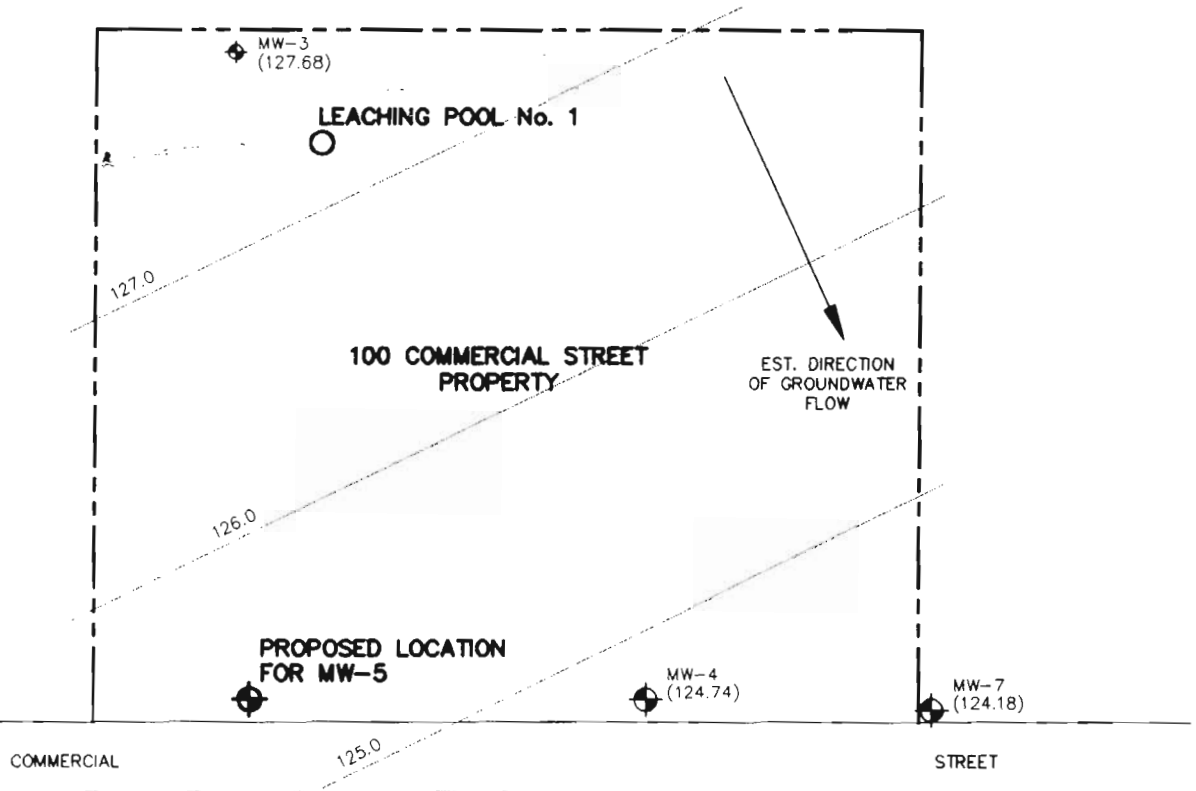 MW-3
(127.68)
LEACHING POOL No. 1
127.0
100 COMMERCIAL STREET
PROPERTY
EST. DIRECTION
OF GROUNDWATER
FLOW
126.0
PROPOSED LOCATION
FOR MW-5
MW-4
(124.74)
MW-7
(124.18)
125.0
COMMERCIAL
STREET